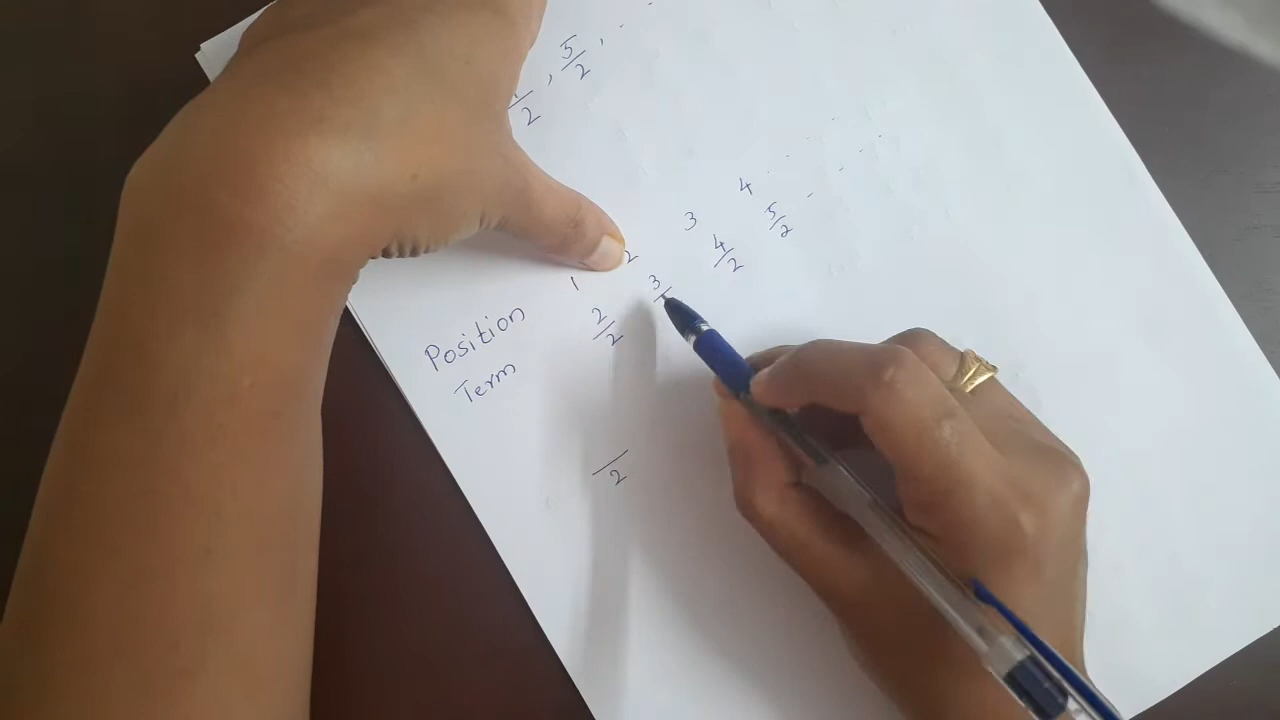 /2 , 5/2 , - -
1 2 3 4 - - -
Position
2/2 3/ 4/2 5/2 - - - -
Term
/2